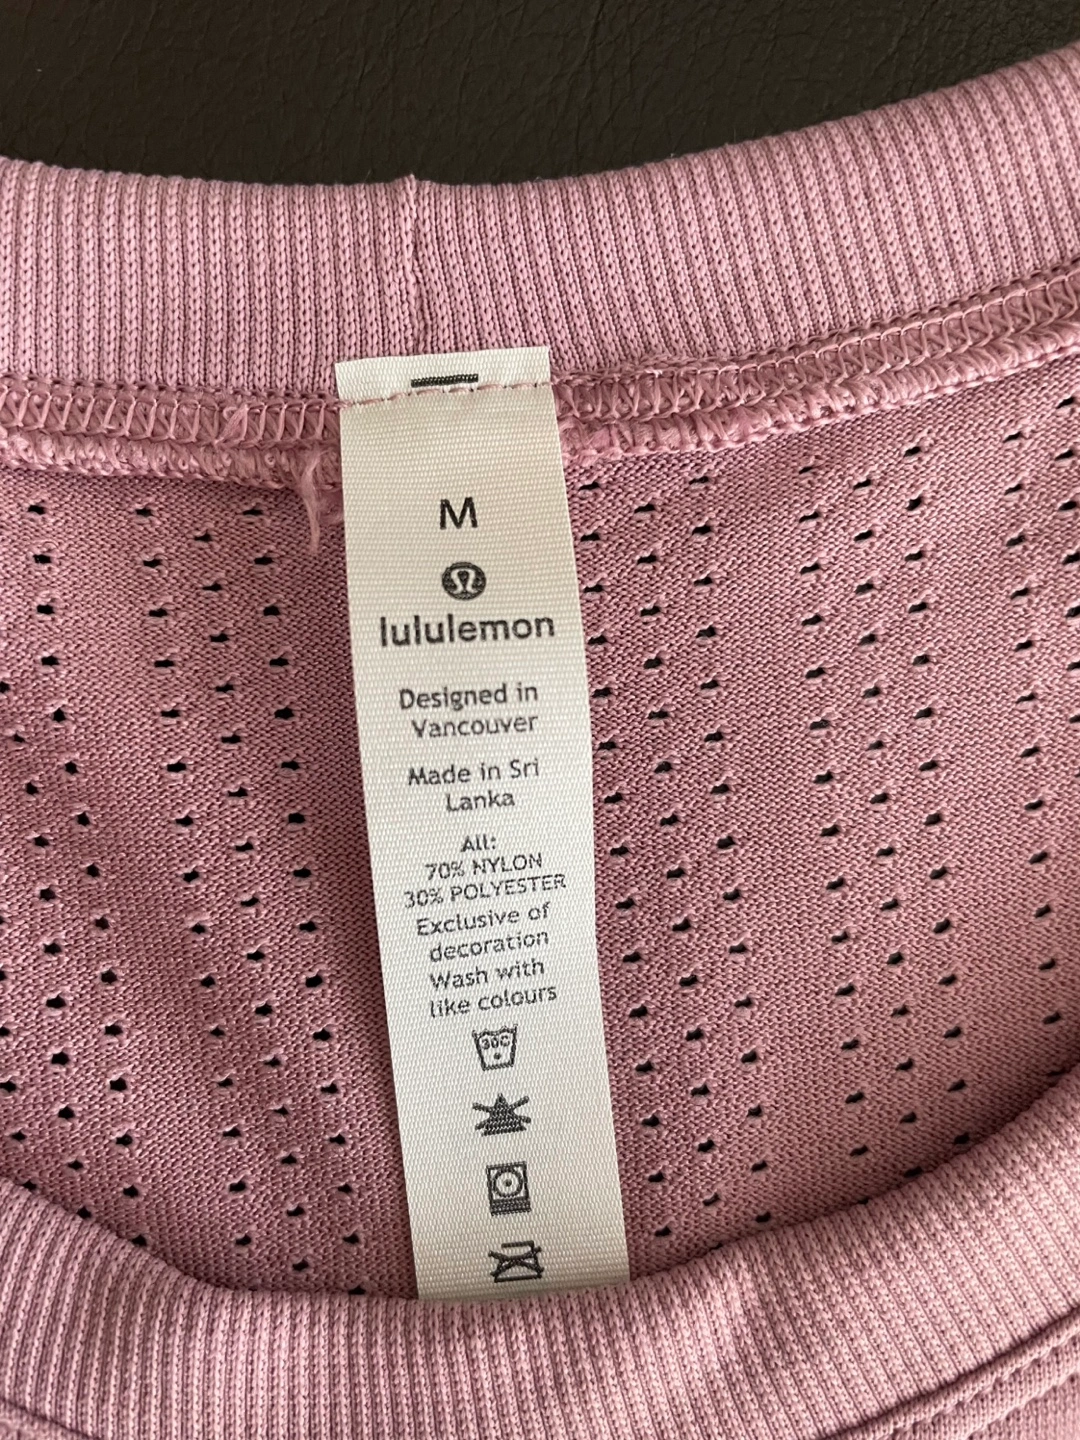 M
lululemon
Designed in
Vancouver
Made in Sri
Lanka
All:
70% NYLON
30% POLYESTER
Exclusive of
decoration
Wash with
like colours
30C